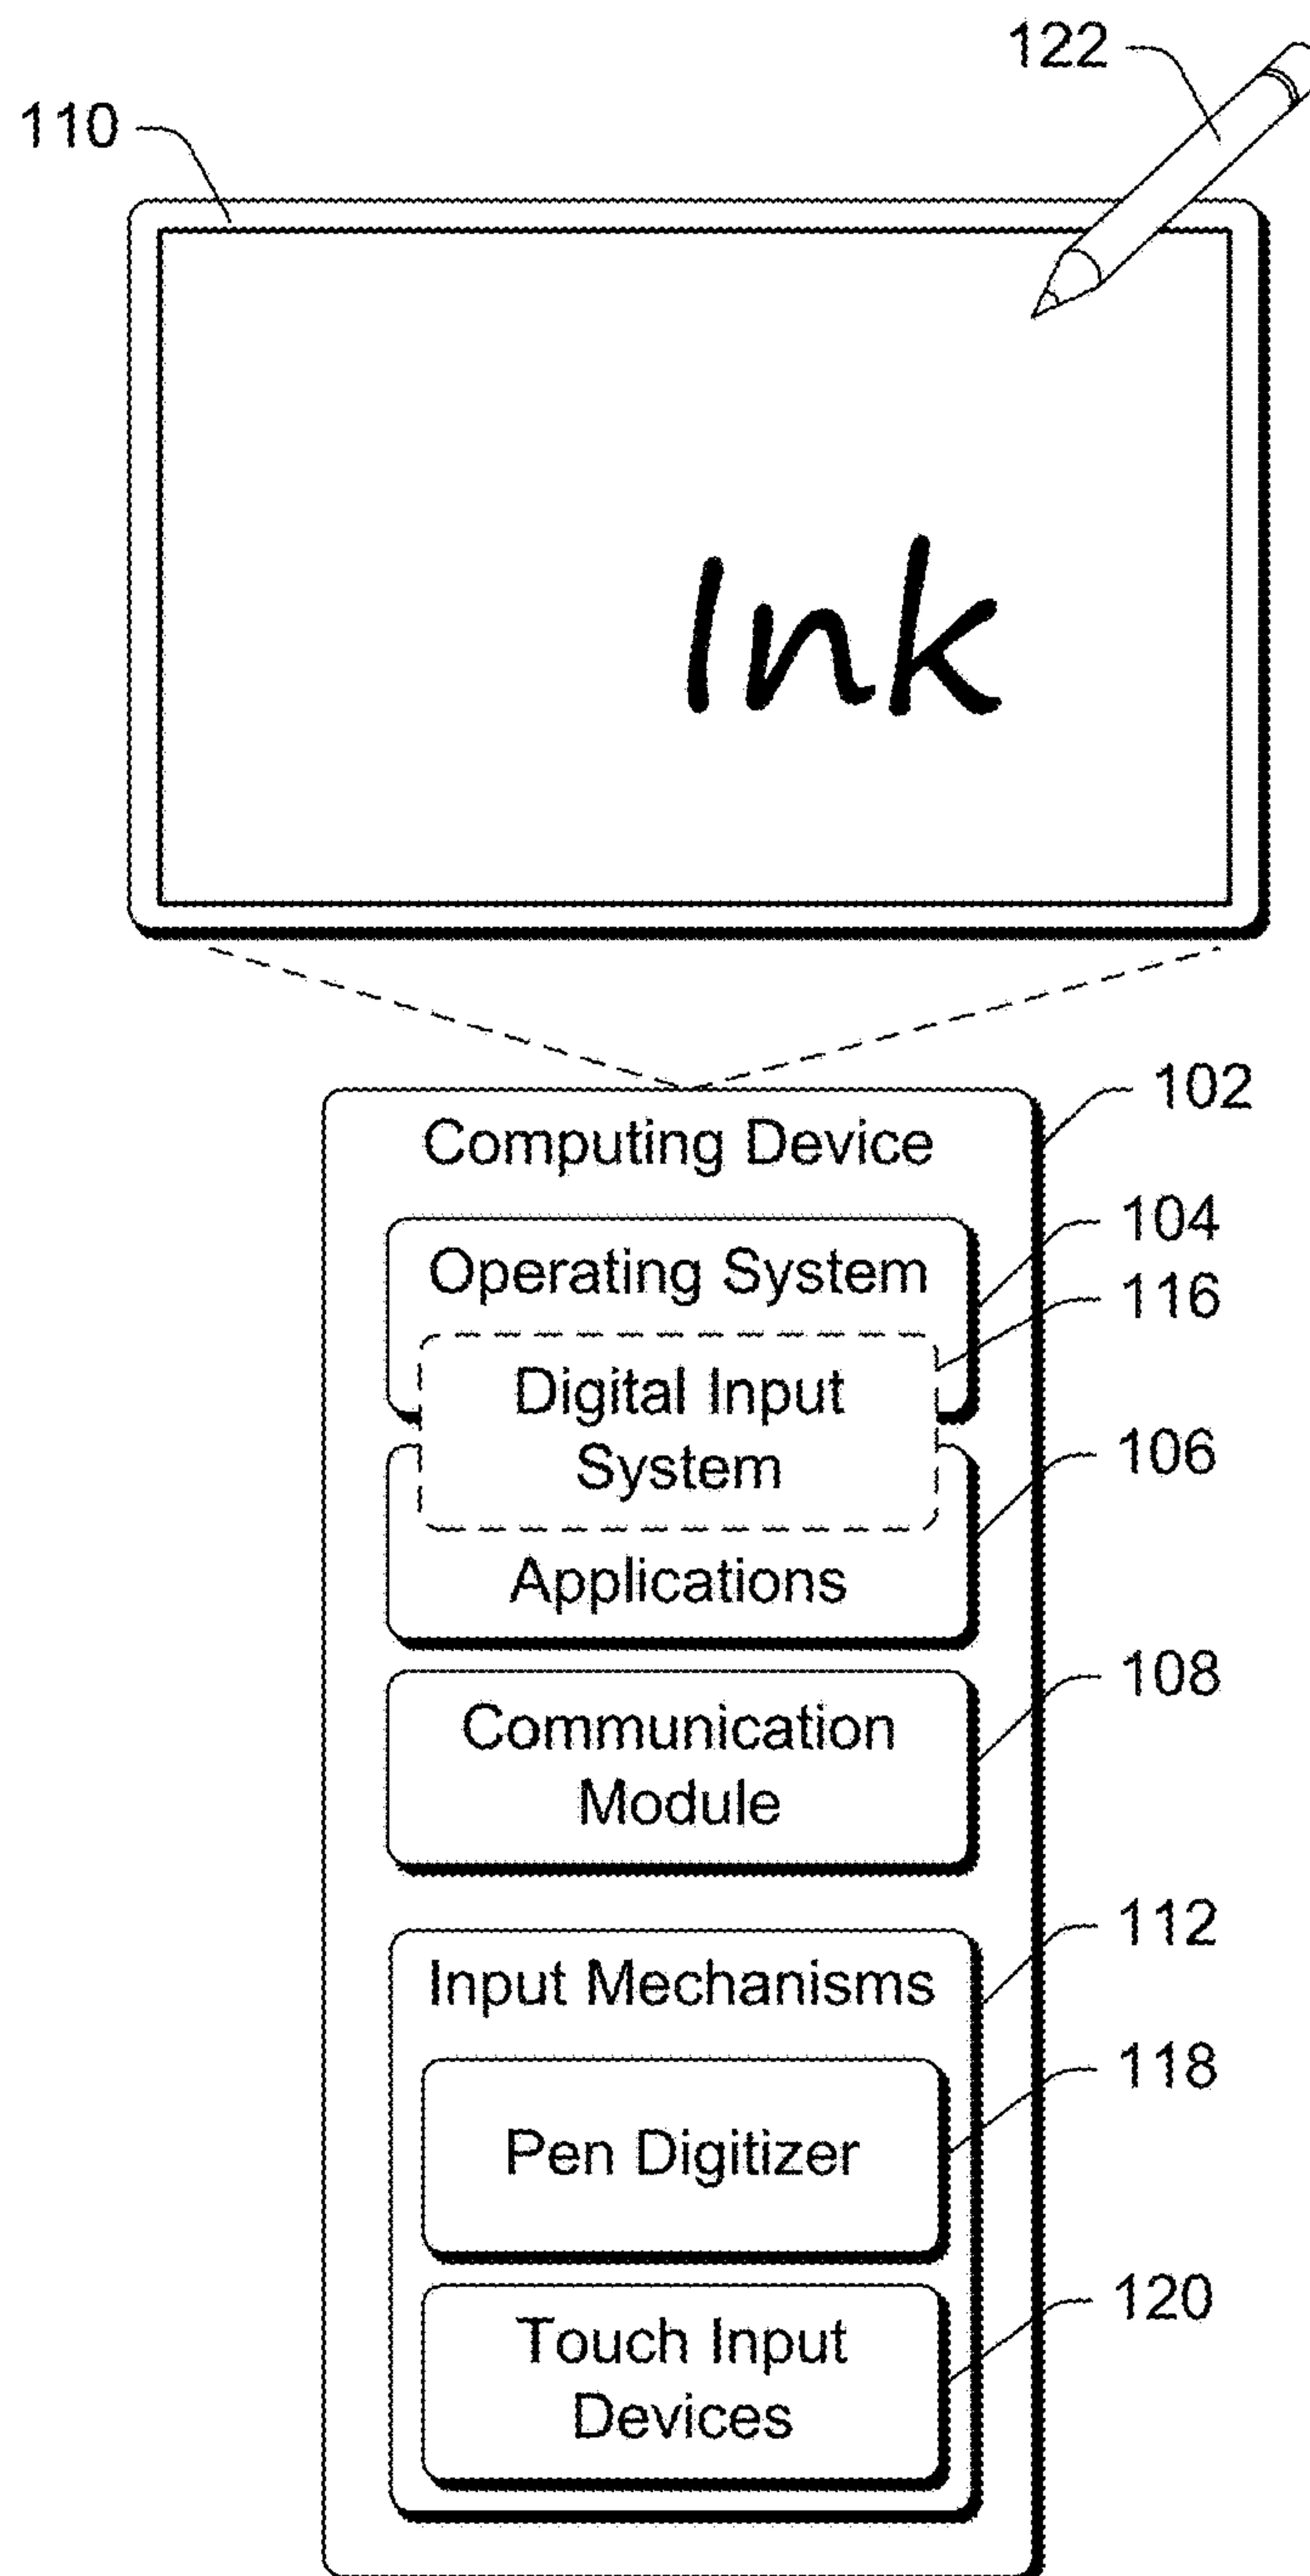 122
110
Ink
102
Computing Device
104
Operating System
116
Digital Input
System
106
Applications
108
Communication
Module
112
Input Mechanisms
118
Pen Digitizer
120
Touch Input
Devices